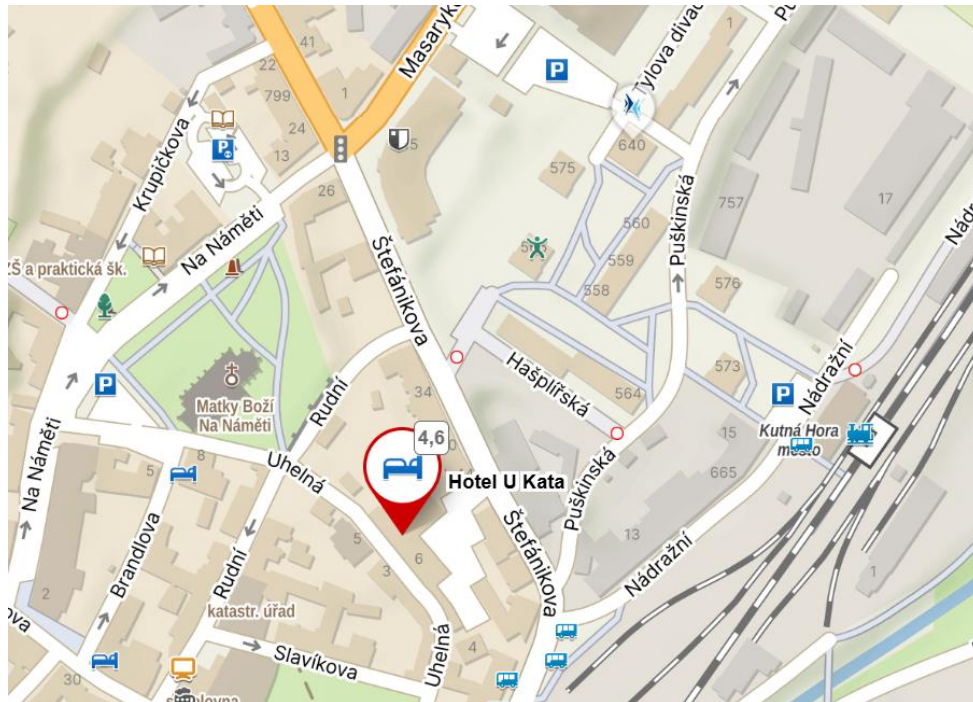 41
22
799
1
24
13
26
Masaryk
Krupičkova
Na Náměti
ZŠ a praktická šk.
Štefánikova
P
1
Tylova divad
640
575
560
559
558
757
17
576
573
564
Puškinská
Hašplířská
Nádražní
P
15
Kutná Hora
město
665
13
Puškinská
Nádražní
1
P
P
Matky Boží
Na Náměti
Rudní
34
4,6
Hotel U Kata
Uhelná
Na Náměti
5
8
Brandlova
Rudní
5
3
6
2
katastr. úřad
Slavíkova
Uhelná
4
Štefánikova
30